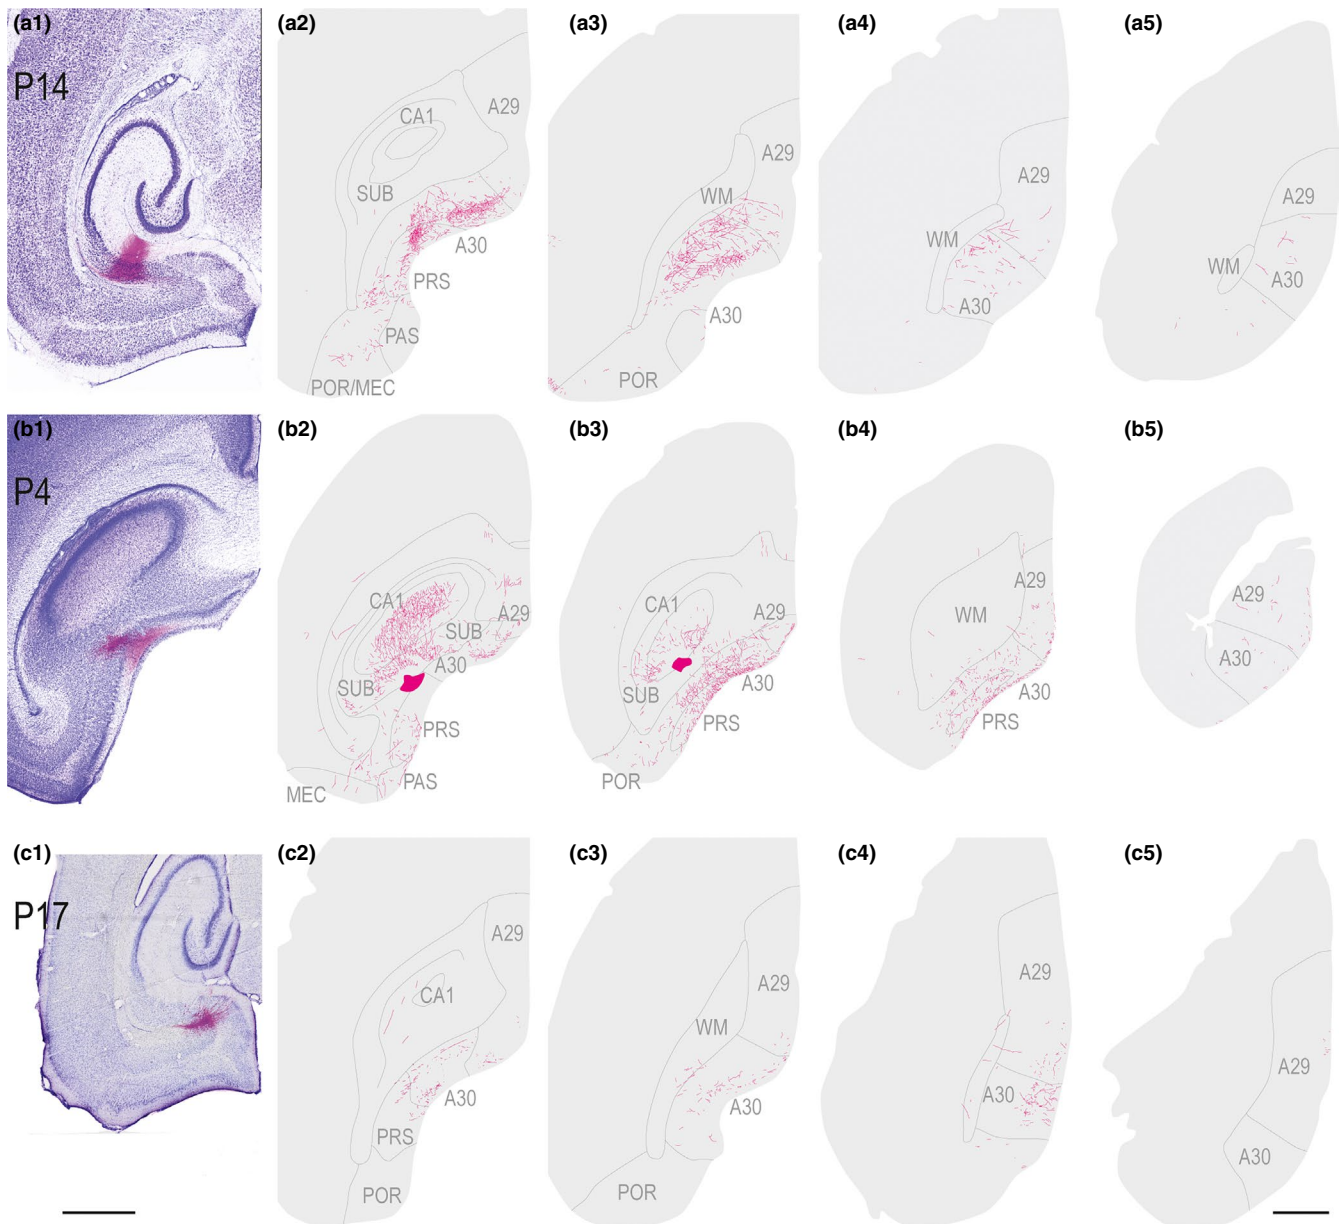 (a1)
P14
(a2)
CA1
A29
SUB
A30
PRS
PAS
POR/MEC
(a3)
A29
WM
A30
POR
(a4)
A29
WM
A30
(a5)
A29
WM
A30
(b1)
P4
(b2)
CA1
SUB
A29
A30
SUB
PRS
PAS
MEC
(b3)
CA1
A29
SUB
A30
PRS
POR
(b4)
A29
WM
A30
PRS
(b5)
A29
A30
(c1)
P17
(c2)
A29
CA1
A30
PRS
POR
(c3)
A29
WM
A30
POR
(c4)
A29
A30
(c5)
A29
A30